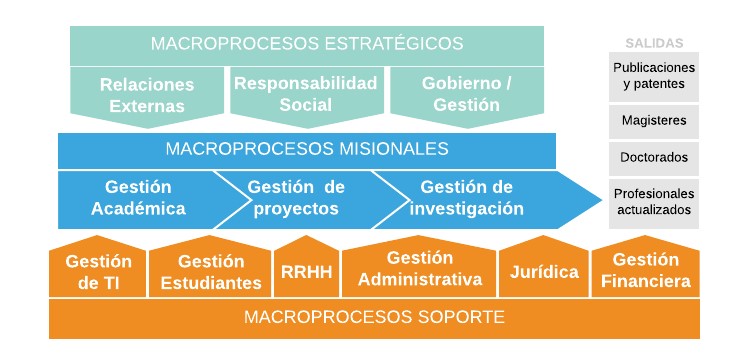 MACROPROCESOS ESTRATÉGICOS
Relaciones
Externas
Responsabilidad
Social
Gobierno /
Gestión
MACROPROCESOS MISIONALES
Gestión
Académica
Gestión de
proyectos
Gestión de
investigación
SALIDAS
Publicaciones
y patentes
Magisteres
Doctorados
Profesionales
actualizados
Gestión
de TI
Gestión
Estudiantes
RRHH
Gestión
Administrativa
Jurídica
Gestión
Financiera
MACROPROCESOS SOPORTE